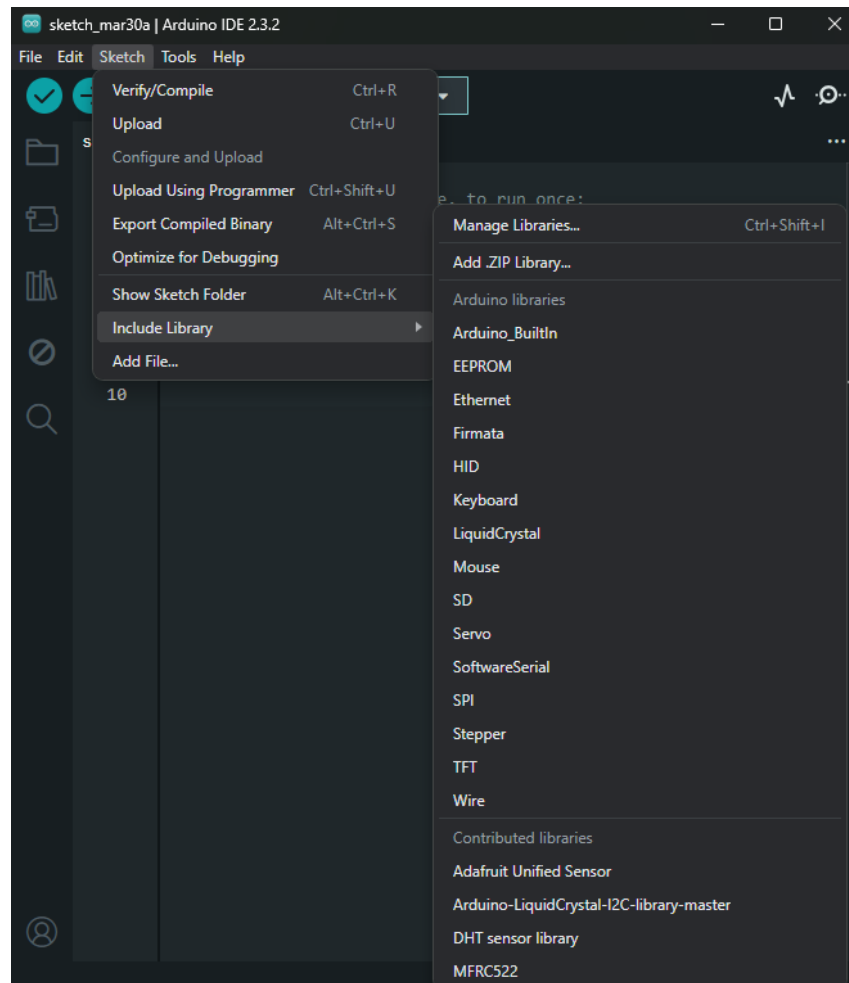 sketch_mar30a | Arduino IDE 2.3.2
File Edit Sketch Tools Help
Verify/Compile Ctrl+R
Upload Ctrl+U
Configure and Upload
Upload Using Programmer Ctrl+Shift+U
Export Compiled Binary Alt+Ctrl+S
Optimize for Debugging
Show Sketch Folder Alt+Ctrl+K
Include Library
Add File...
s
e, to run once:
10
Manage Libraries... Ctrl+Shift+I
Add .ZIP Library...
Arduino libraries
Arduino_BuiltIn
EEPROM
Ethernet
Firmata
HID
Keyboard
LiquidCrystal
Mouse
SD
Servo
SoftwareSerial
SPI
Stepper
TFT
Wire
Contributed libraries
Adafruit Unified Sensor
Arduino-LiquidCrystal-I2C-library-master
DHT sensor library
MFRC522